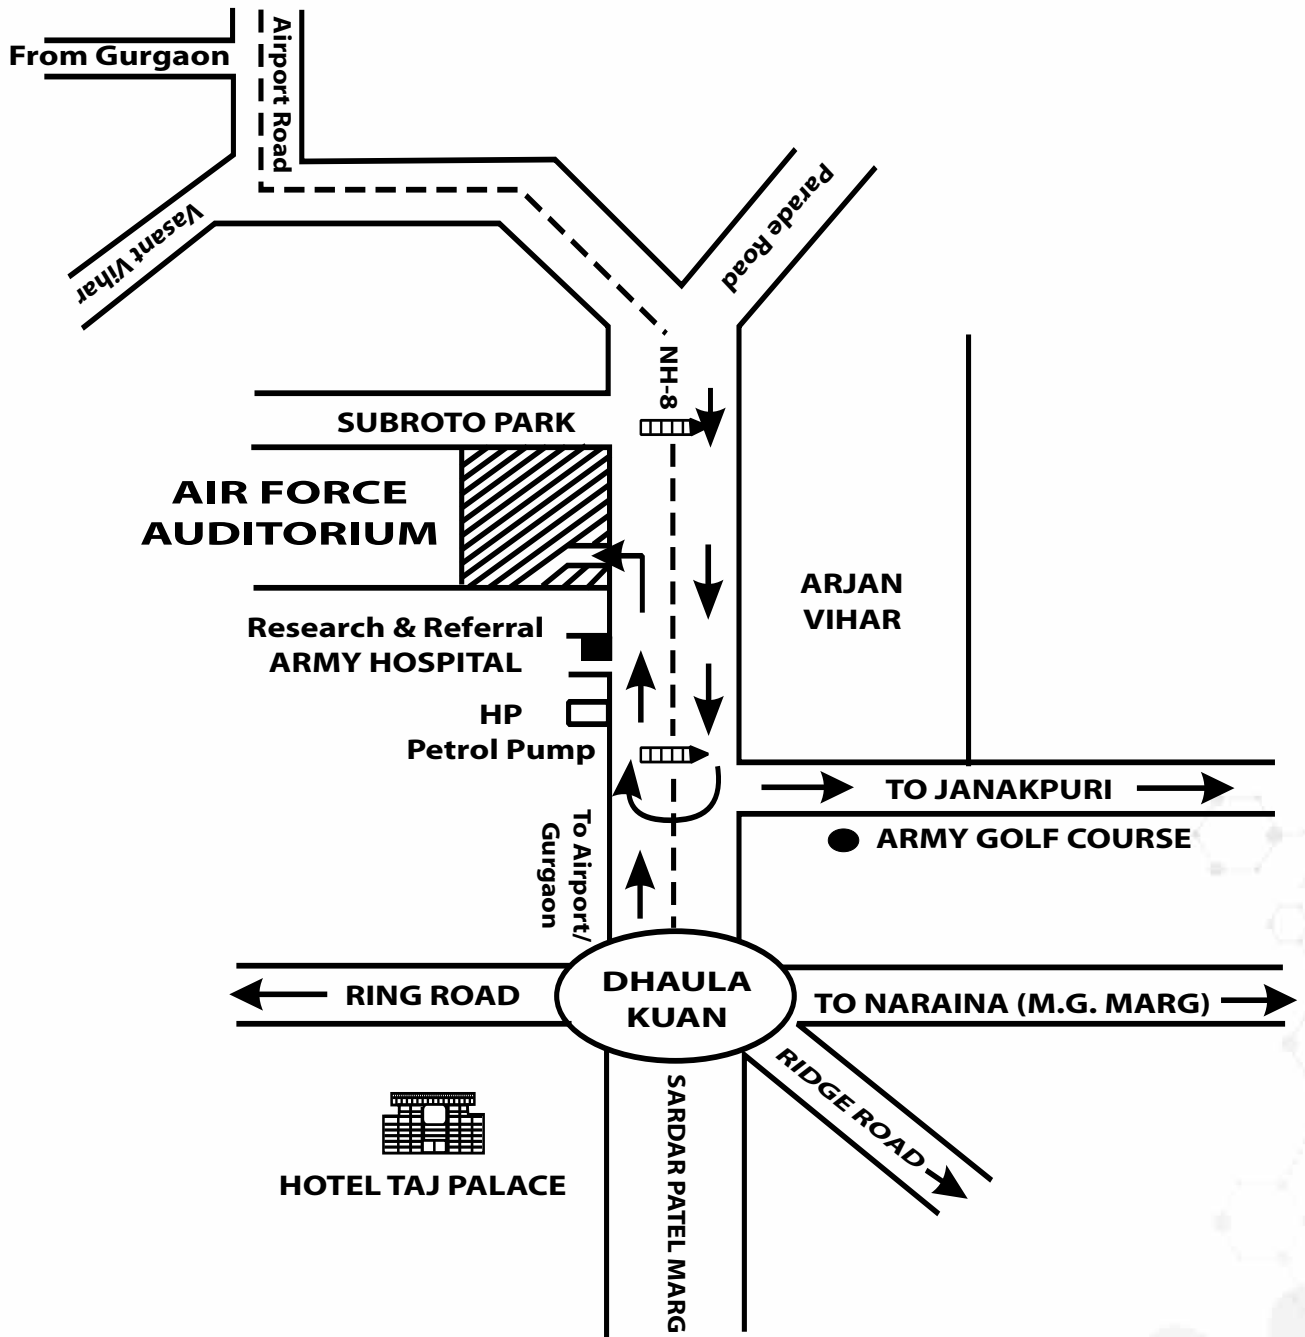 From Gurgaon
Airport Road
Parade Road
Vasant Vihar
NH-8
SUBROTO PARK
AIR FORCE
AUDITORIUM
ARJAN
VIHAR
Research & Referral
ARMY HOSPITAL
HP
Petrol Pump
TO JANAKPURI
ARMY GOLF COURSE
To Airport/
Gurgaon
RING ROAD
DHAULA
KUAN
TO NARAINA (M.G. MARG)
RIDGE ROAD
SARDAR PATEL MARG
HOTEL TAJ PALACE